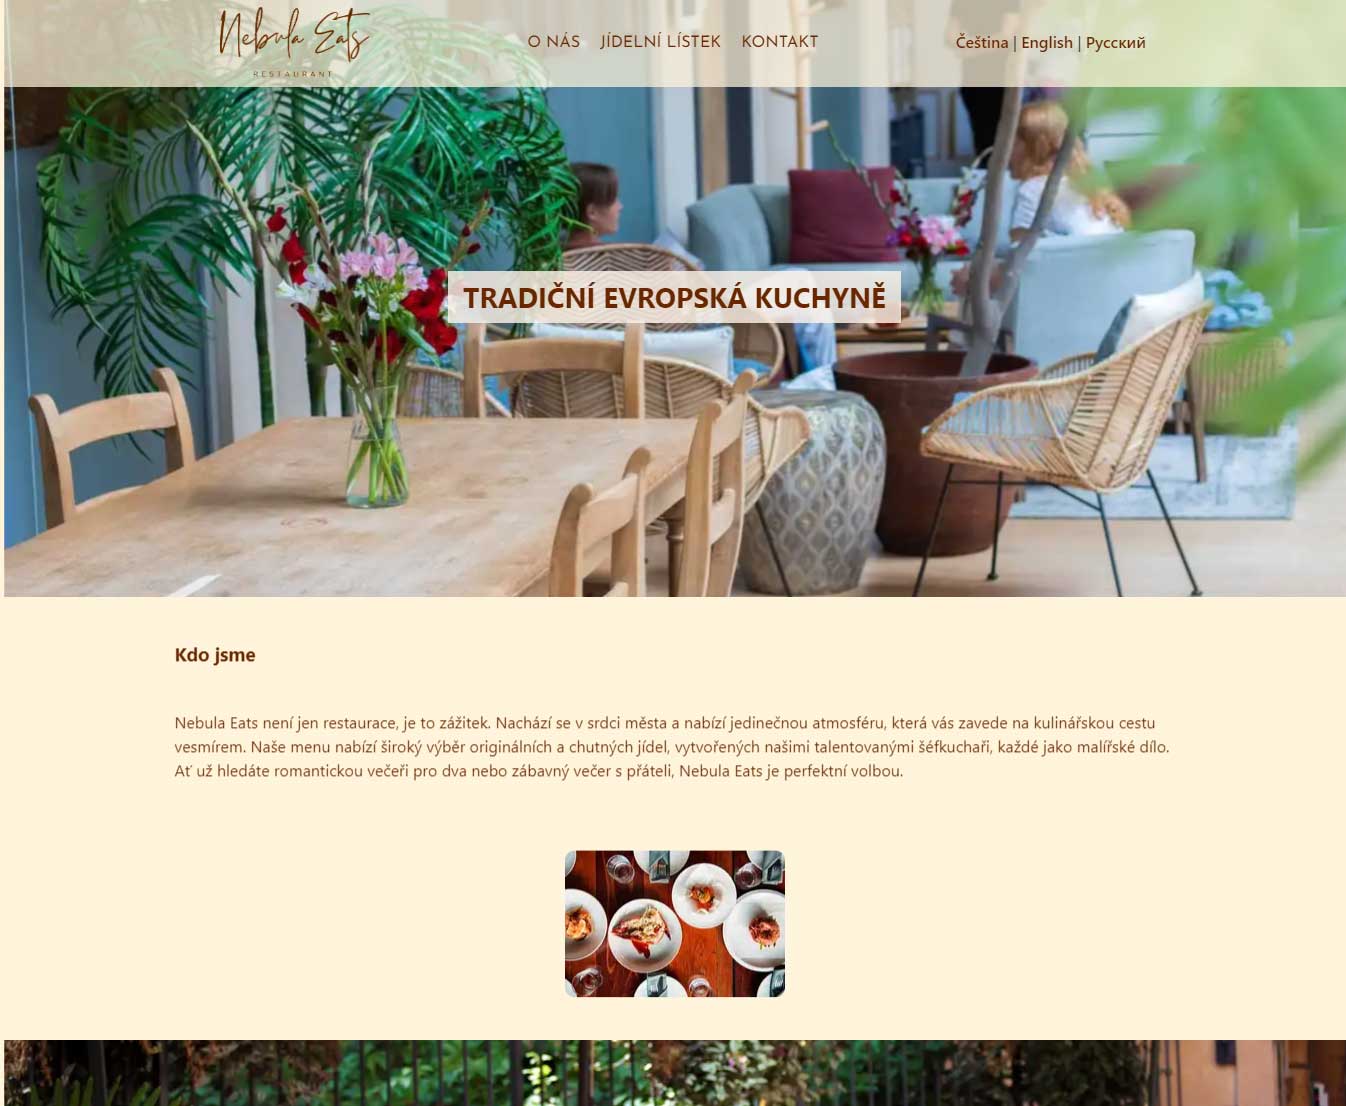 Nebula Eats
RESTAURANT
O NÁS JÍDELNÍ LÍSTEK KONTAKT
Čeština | English | Русский
TRADIČNÍ EVROPSKÁ KUCHYNĚ
Kdo jsme
Nebula Eats není jen restaurace, je to zážitek. Nachází se v srdci města a nabízí jedinečnou atmosféru, která vás zavede na kulinářskou cestu
vesmírem. Naše menu nabízí široký výběr originálních a chutných jídel, vytvořených našimi talentovanými šéfkuchaři, každé jako malířské dílo.
Ať už hledáte romantickou večeři pro dva nebo zábavný večer s přáteli, Nebula Eats je perfektní volbou.